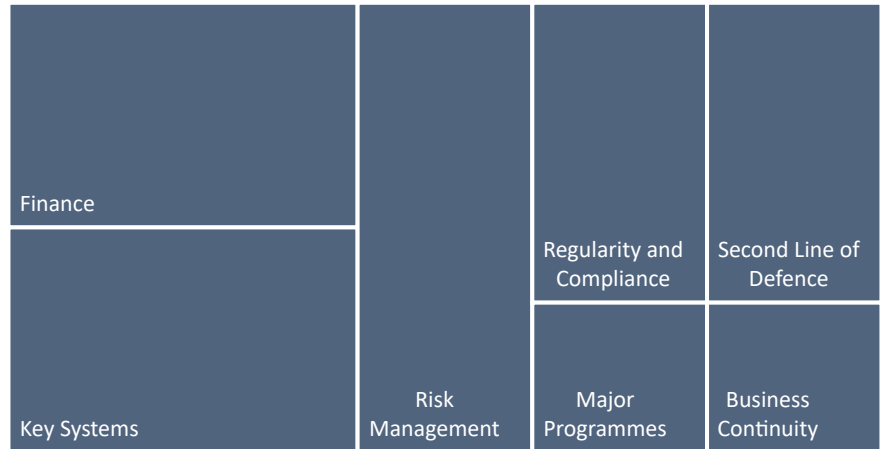 Finance
Key Systems
Risk
Management
Regularity and
Compliance
Second Line of
Defence
Major
Programmes
Business
Continuity